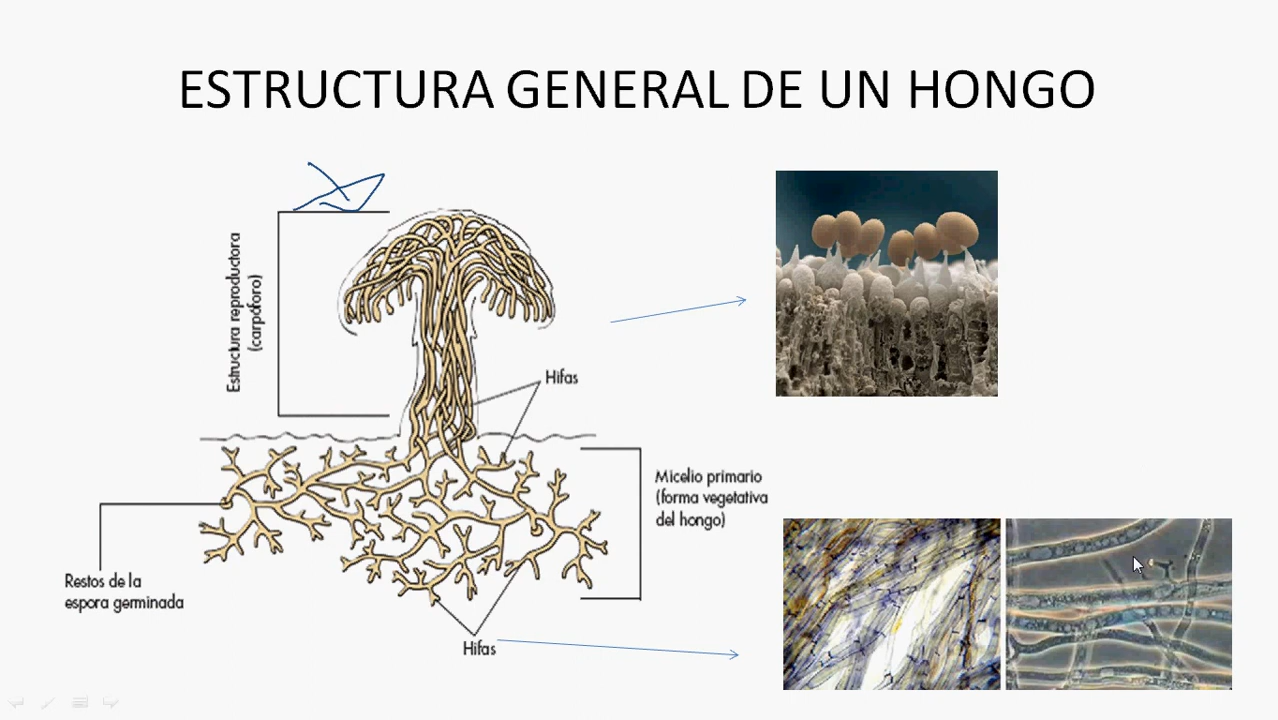 ESTRUCTURA GENERAL DE UN HONGO
Estructura reproductora
(carpóforo)
Hifas
Micelio primario
(forma vegetativa
del hongo)
Restos de la
espora germinada
Hifas